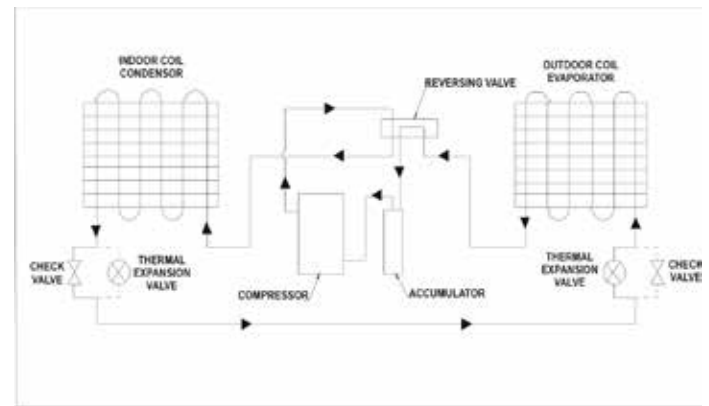 INDOOR COIL
CONDENSOR
OUTDOOR COIL
EVAPORATOR
REVERSING VALVE
CHECK
VALVE
THERMAL
EXPANSION
VALVE
COMPRESSOR
ACCUMULATOR
THERMAL
EXPANSION
VALVE
CHECK
VALVE